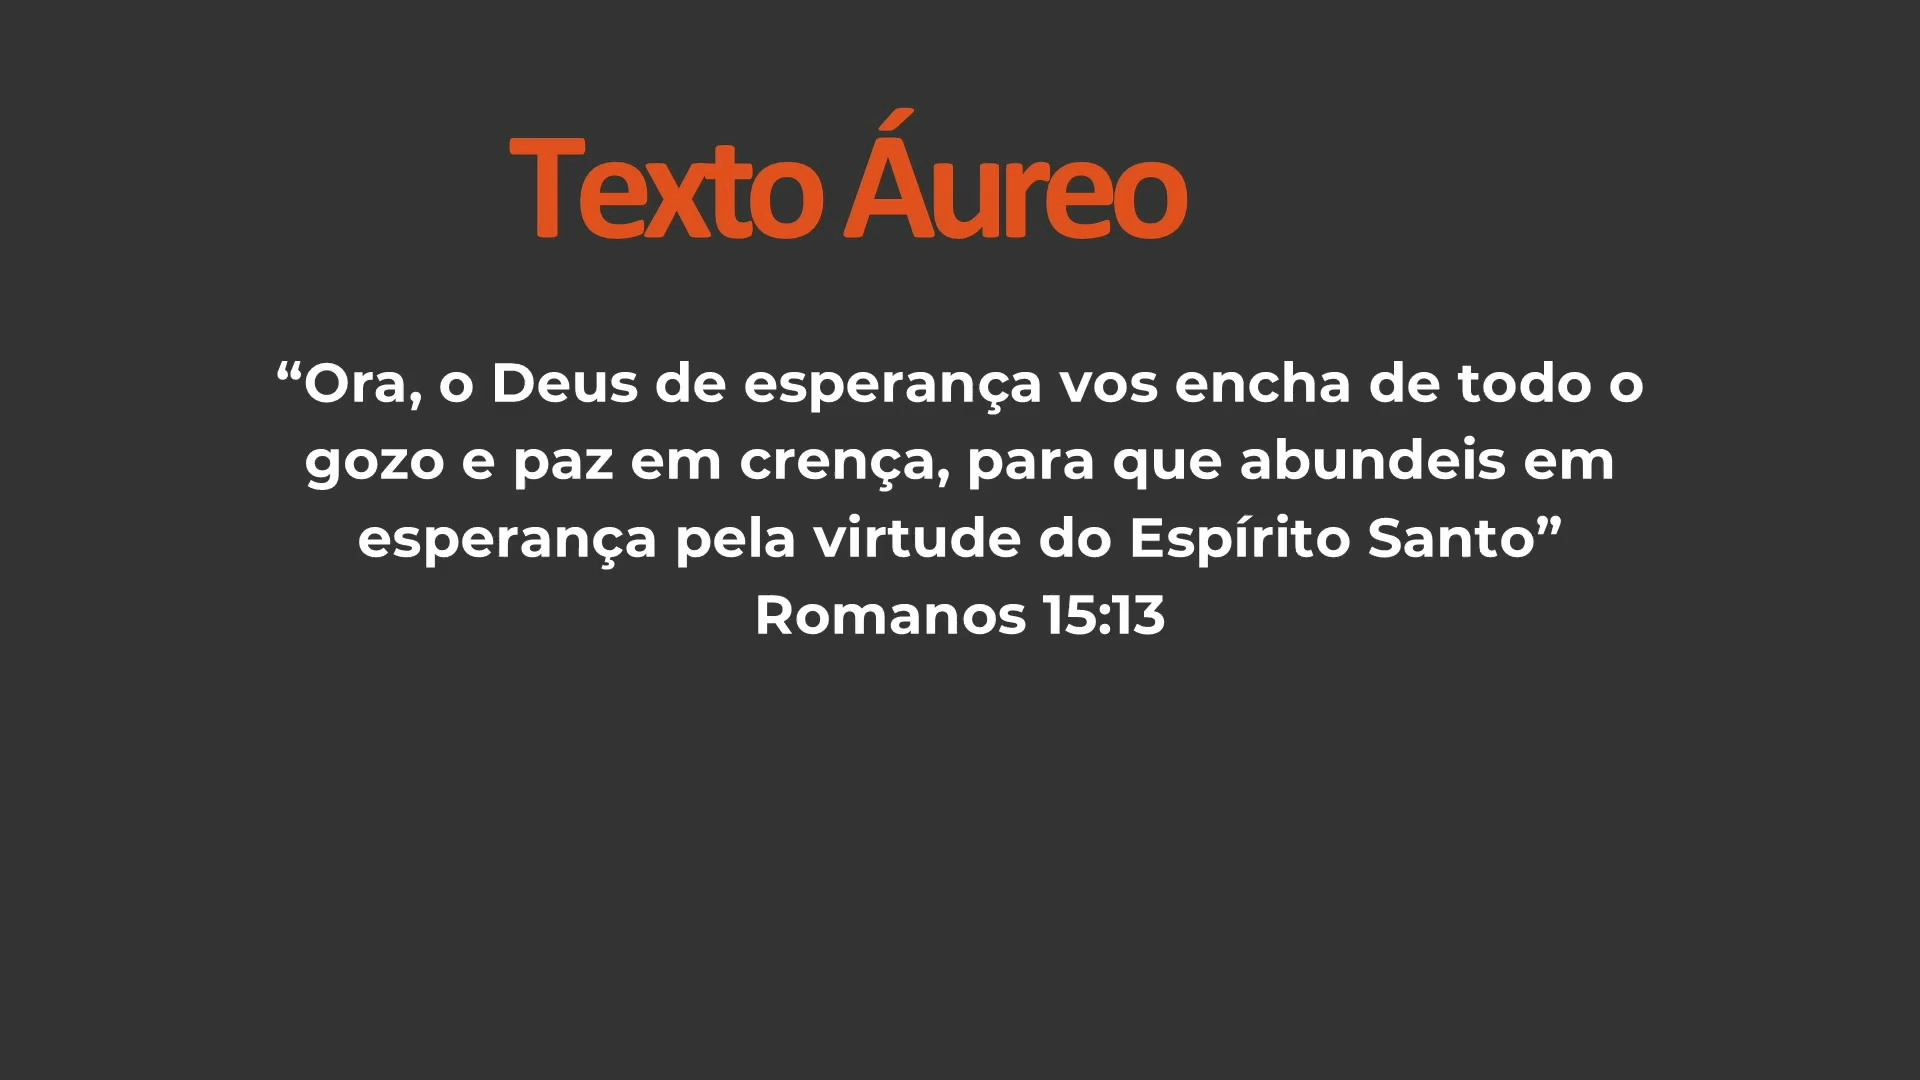 Texto Áureo
“Ora, o Deus de esperança vos encha de todo o
gozo e paz em crença, para que abundeis em
esperança pela virtude do Espírito Santo”
Romanos 15:13